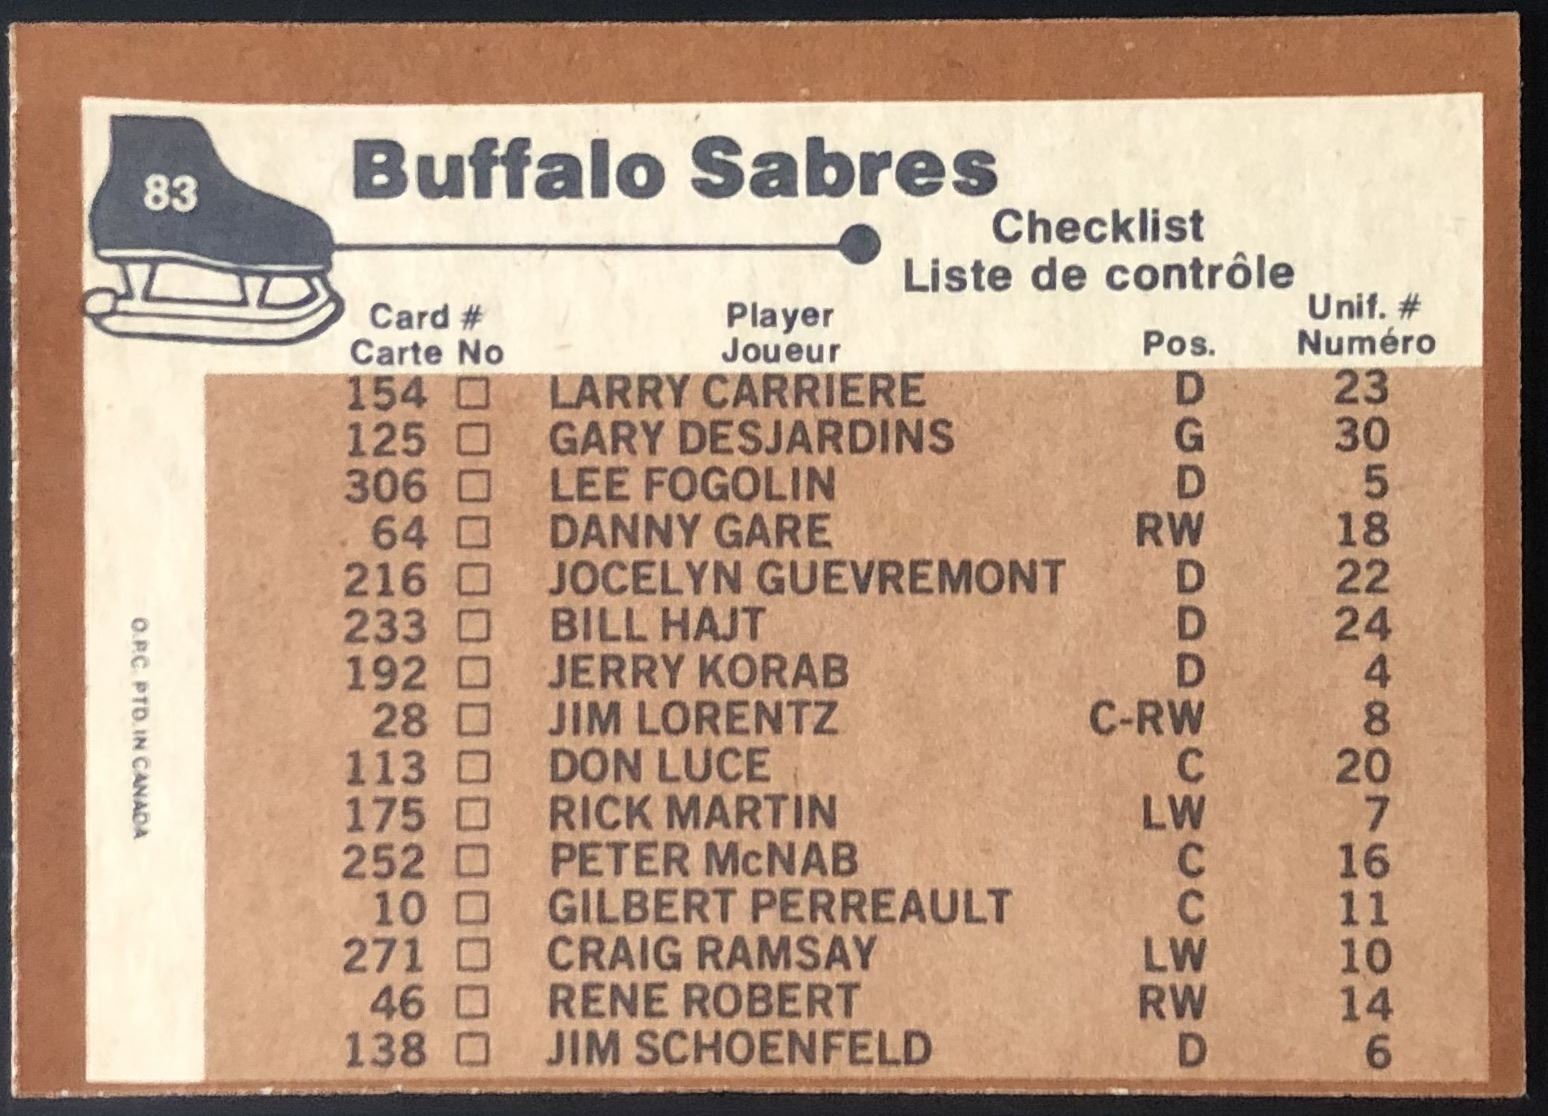 83
Buffalo Sabres
Checklist
Liste de contrôle
Card # Player Pos. Unif. #
Carte No Joueur Numéro
154 LARRY CARRIERE D 23
125 GARY DESJARDINS G 30
306 LEE FOGOLIN D 5
64 DANNY GARE RW 18
216 JOCELYN GUEVREMONT D 22
233 BILL HAJT D 24
192 JERRY KORAB D 4
28 JIM LORENTZ C-RW 8
113 DON LUCE C 20
175 RICK MARTIN LW 7
252 PETER McNAB C 16
10 GILBERT PERREAULT C 11
271 CRAIG RAMSAY LW 10
46 RENE ROBERT RW 14
138 JIM SCHOENFELD D 6
O.P.C. PTD. IN CANADA